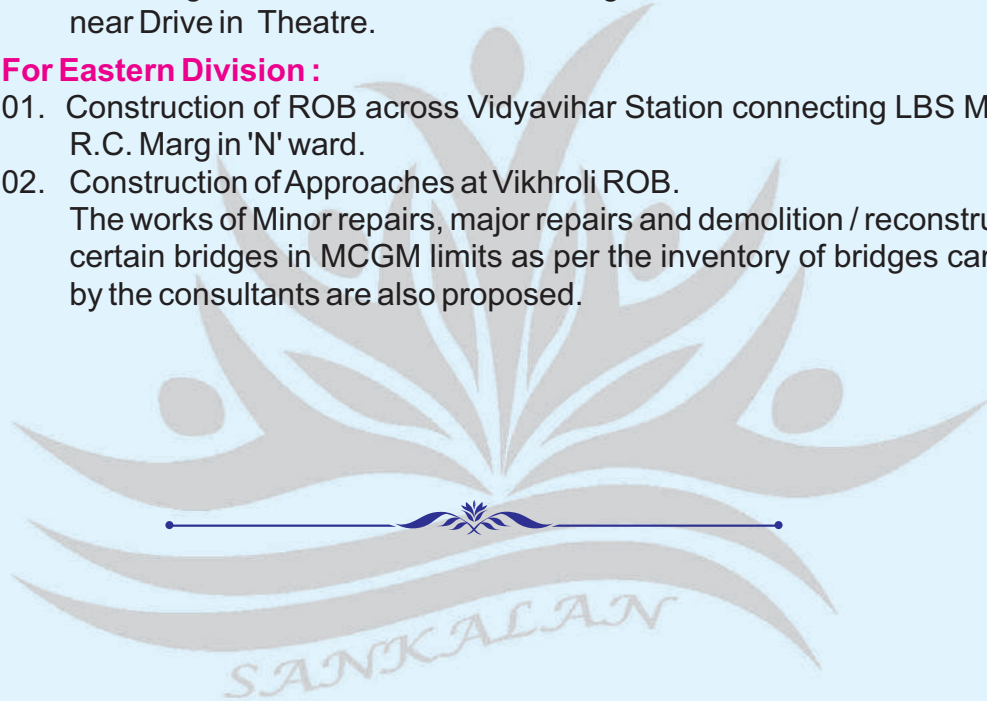 near Drive in Theatre.
For Eastern Division :
01. Construction of ROB across Vidyavihar Station connecting LBS
R.C. Marg in 'N' ward.
02. Construction of Approaches at Vikhroli ROB.
The works of Minor repairs, major repairs and demolition /
certain bridges in MCGM limits as per the inventory of bridges
by the consultants are also proposed.
SANKALAN